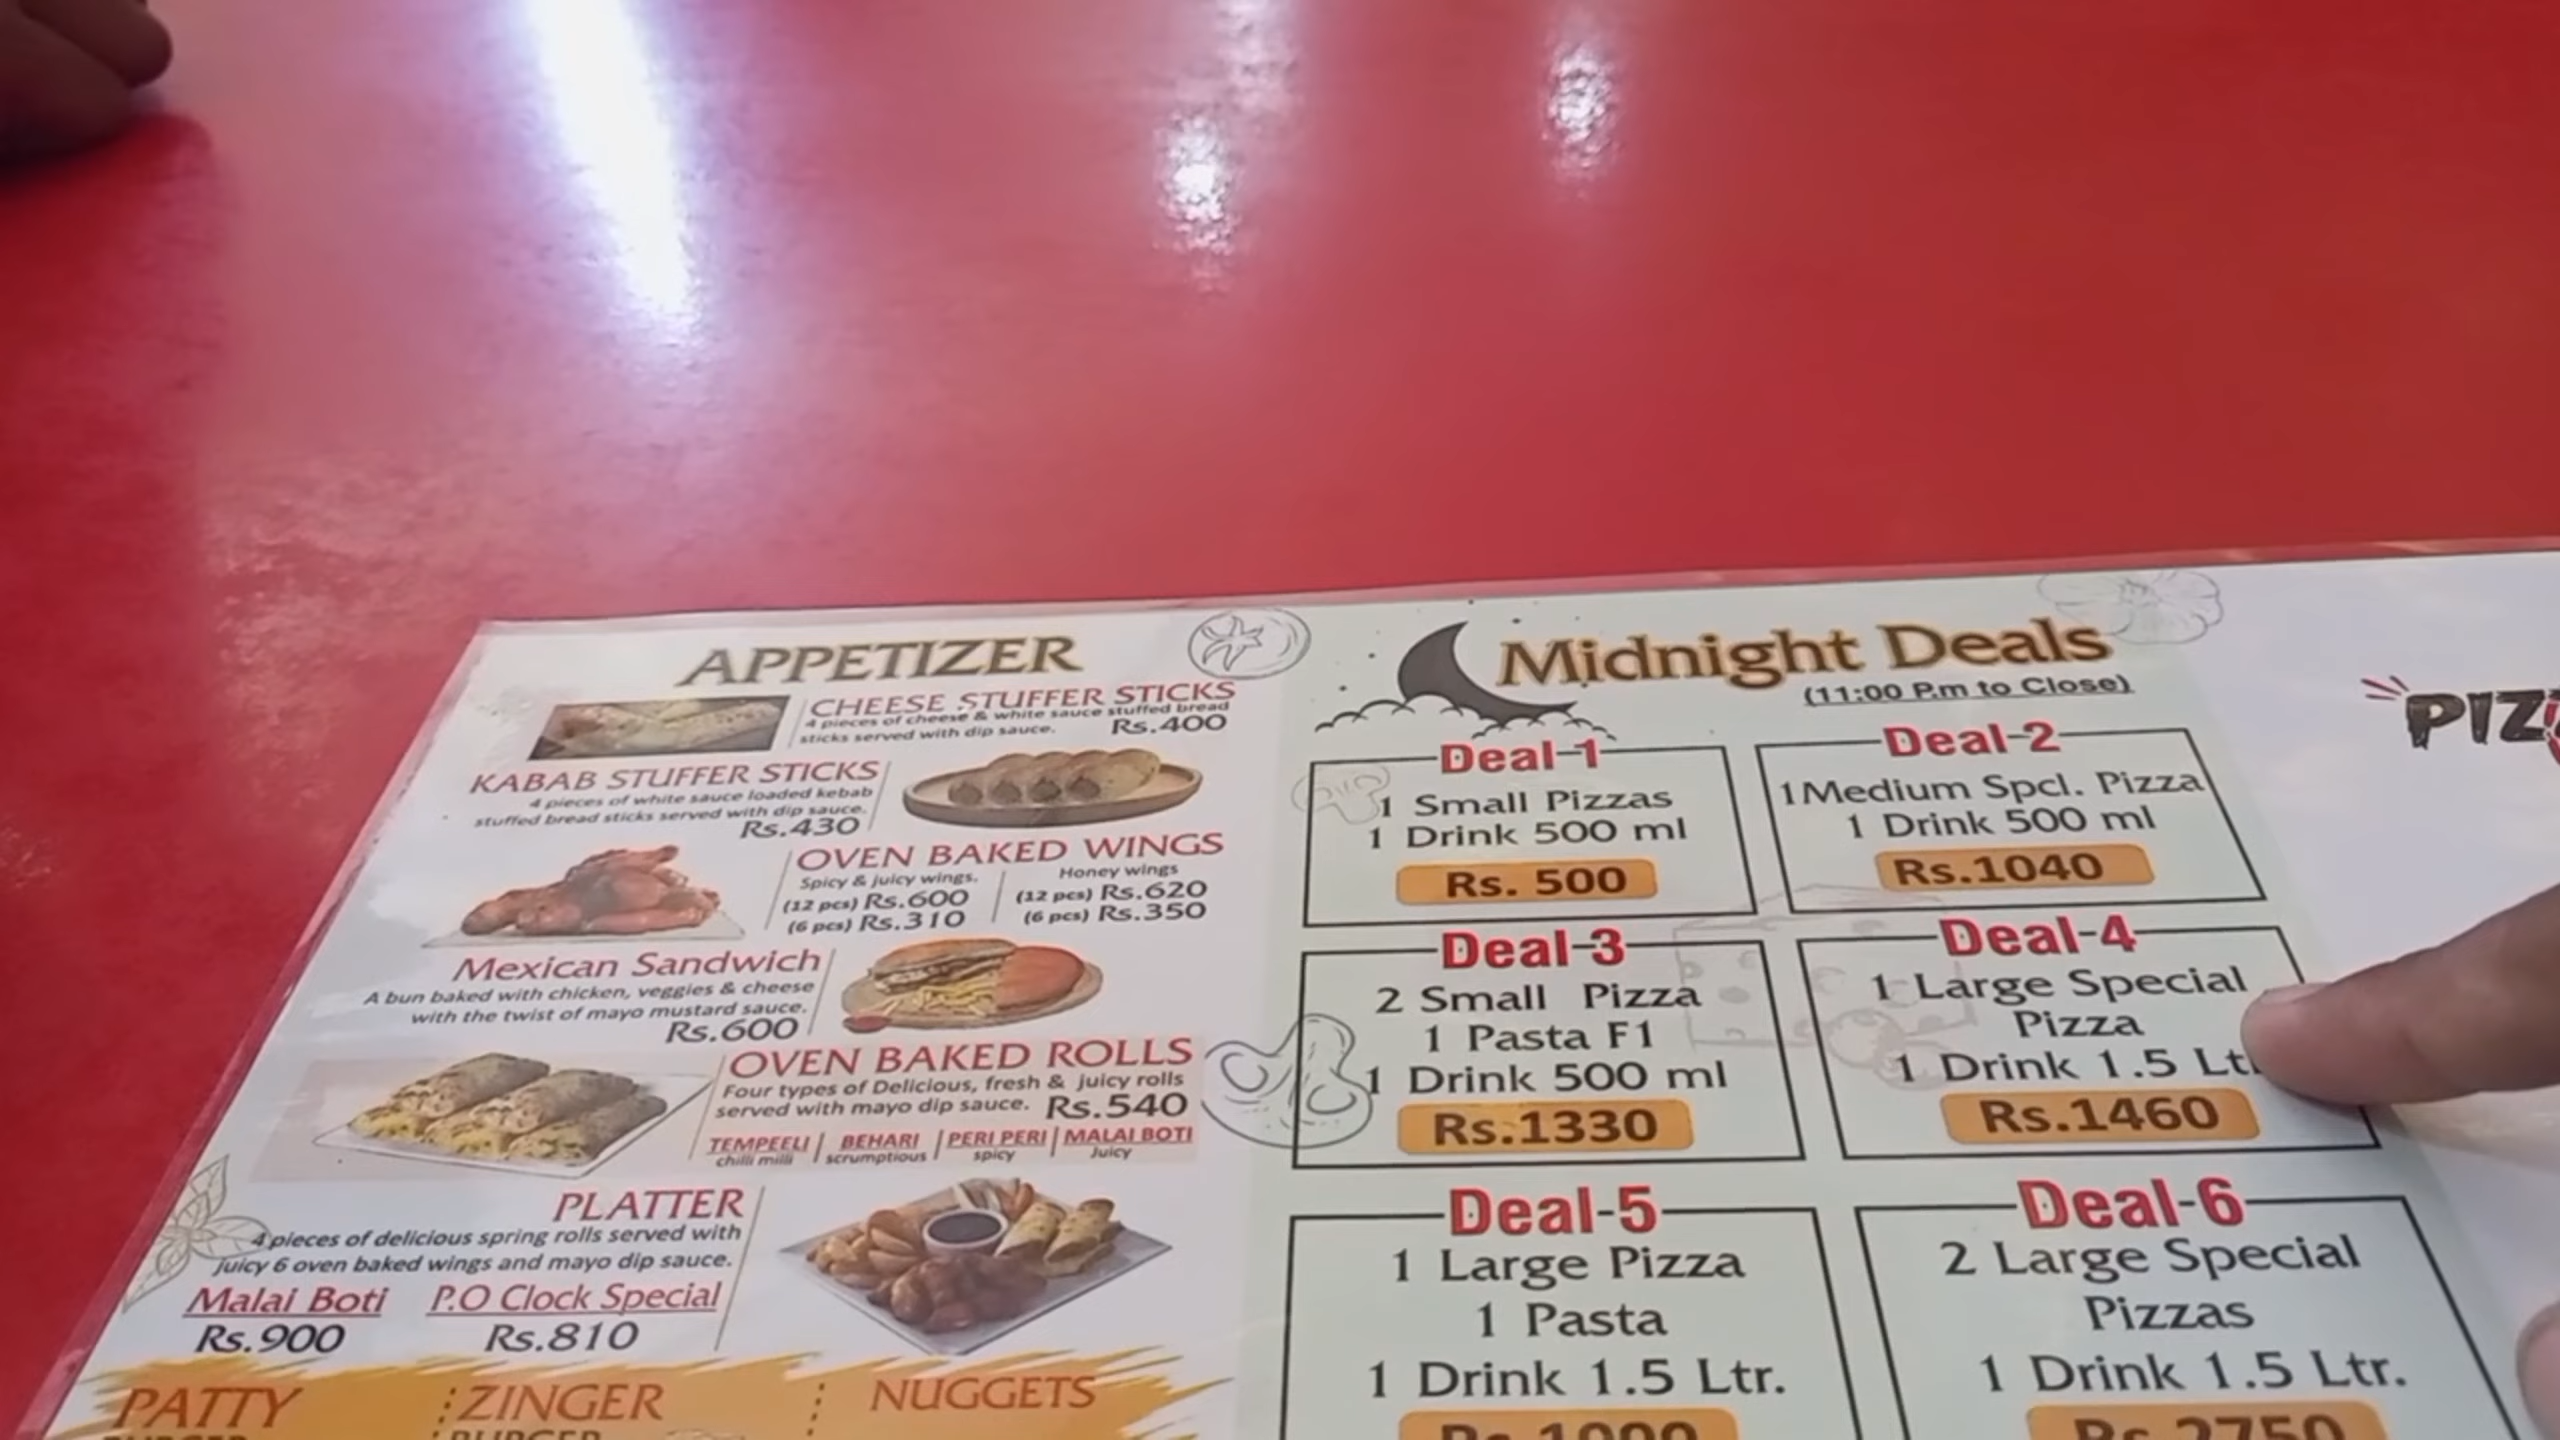 APPETIZER
CHEESE STUFFER STICKS
4 pieces of cheese & white sauce stuffed bread
sticks served with dip sauce.
Rs.400
KABAB STUFFER STICKS
4 pieces of white sauce loaded kebab
stuffed bread sticks served with dip sauce.
Rs.430
OVEN BAKED WINGS
Spicy & juicy wings.
(12 pcs) Rs.600
(6 pcs) Rs.310
Honey wings
(12 pcs) Rs.620
(6 pcs) Rs.350
Mexican Sandwich
A bun baked with chicken, veggies & cheese
with the twist of mayo mustard sauce.
Rs.600
OVEN BAKED ROLLS
Four types of Delicious, fresh & juicy rolls
served with mayo dip sauce. Rs.540
TEMPEELI BEHARI PERI PERI MALAI BOTI
chilli milli scrumptious spicy Juicy
PLATTER
4 pieces of delicious spring rolls served with
juicy 6 oven baked wings and mayo dip sauce.
Malai Boti P.O Clock Special
Rs.900 Rs.810
PATTY
BURGER
ZINGER
BURGER
NUGGETS
Midnight Deals
(11:00 P.m to Close)
Deal-1
1 Small Pizzas
1 Drink 500 ml
Rs. 500
Deal-2
1Medium Spcl. Pizza
1 Drink 500 ml
Rs.1040
Deal-3
2 Small Pizza
1 Pasta F1
1 Drink 500 ml
Rs.1330
Deal-4
1 Large Special
Pizza
1 Drink 1.5 Lt
Rs.1460
Deal-5
1 Large Pizza
1 Pasta
1 Drink 1.5 Ltr.
Deal-6
2 Large Special
Pizzas
1 Drink 1.5 Ltr.
Rs.2750
PIZ